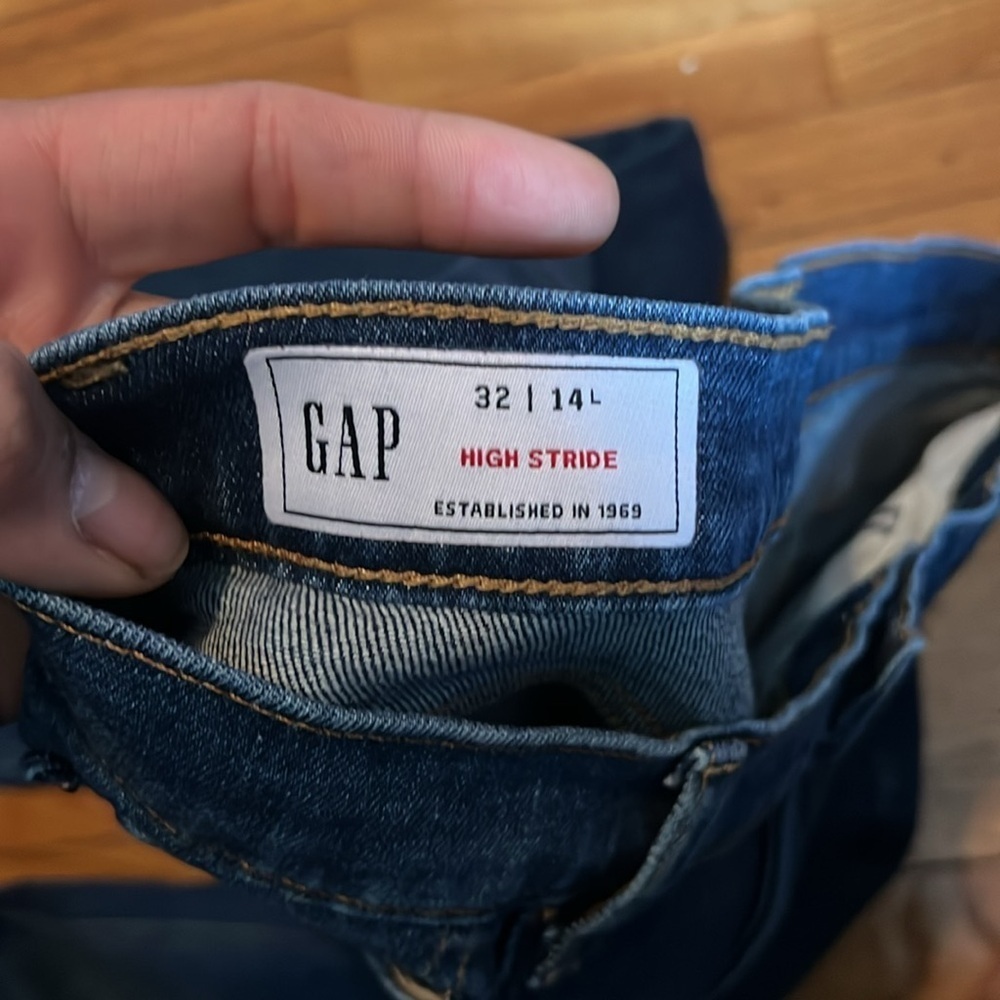 GAP
32 | 14L
HIGH STRIDE
ESTABLISHED IN 1969